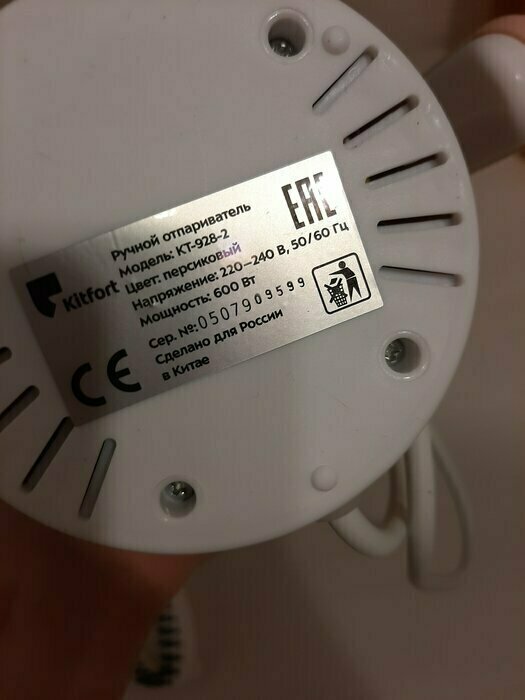 Kitfort
Ручной отпариватель
Модель: КТ-928-2
Цвет: персиковый
Напряжение: 220-240 В, 50/60 Гц
Мощность: 600 Вт
Сер. №: 0507909599
Сделано для России
в Китае
CE
EAC